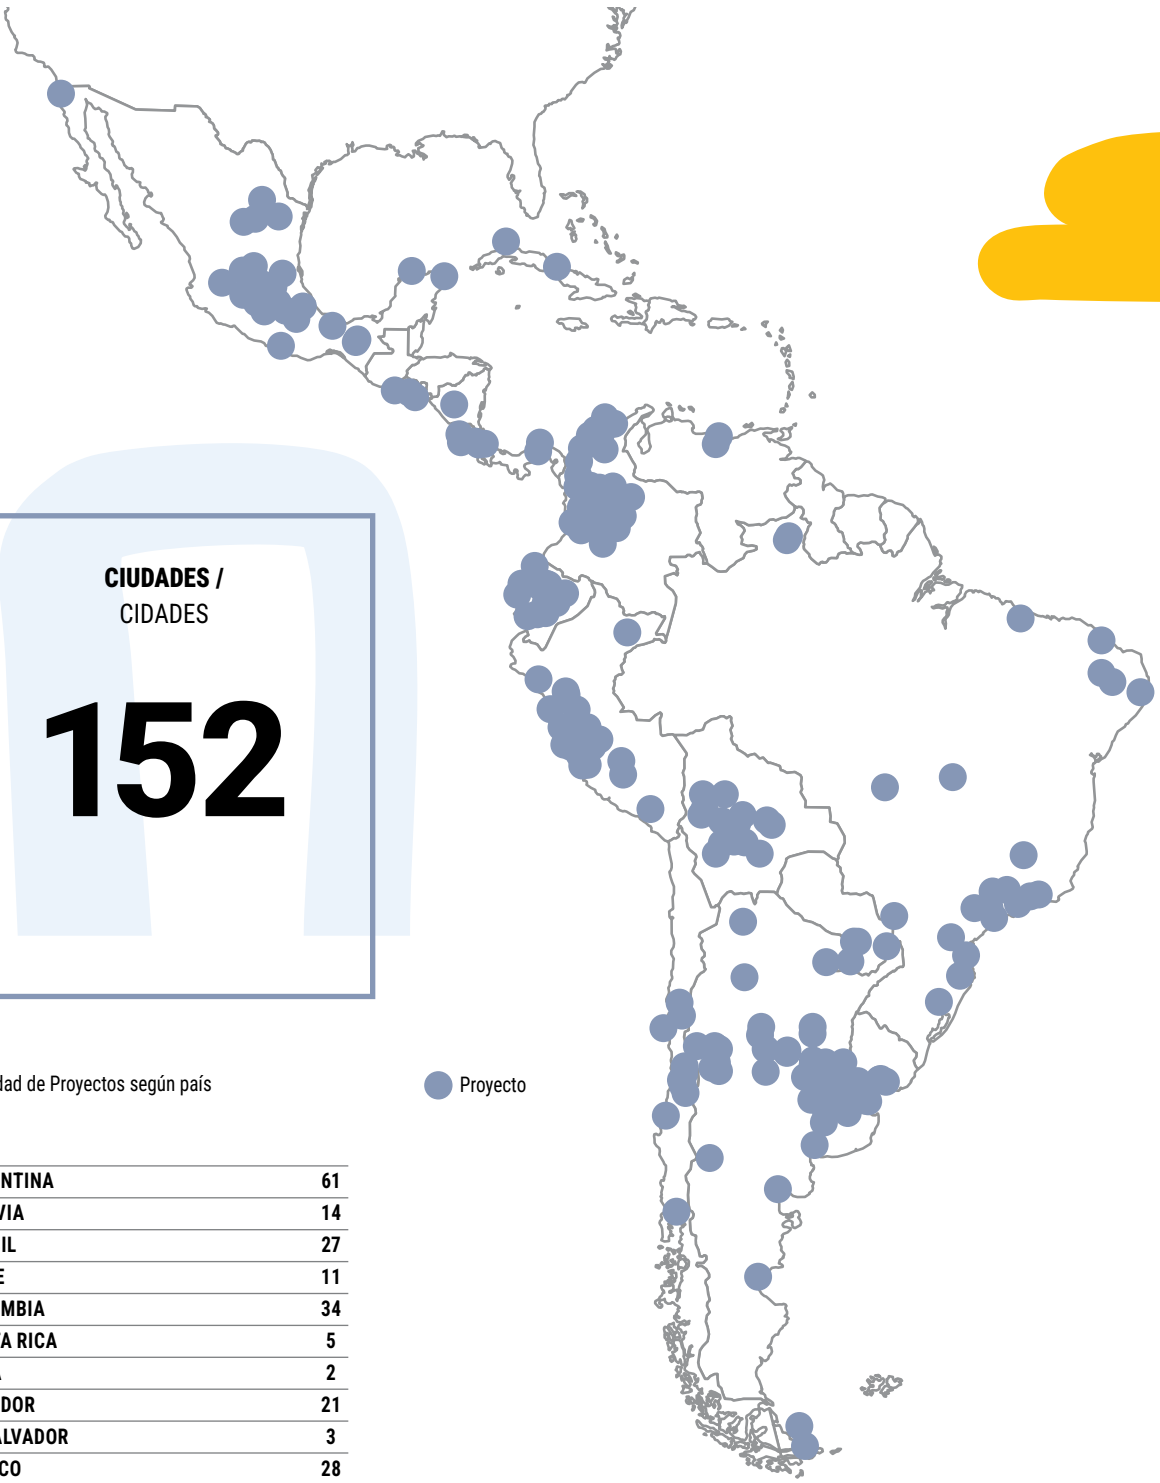 CIUDADES /
CIDADES
152
dad de Proyectos según país
Proyecto
NTINA 61
VIA 14
IL 27
E 11
MBIA 34
A RICA 5
2
DOR 21
ALVADOR 3
CO 28